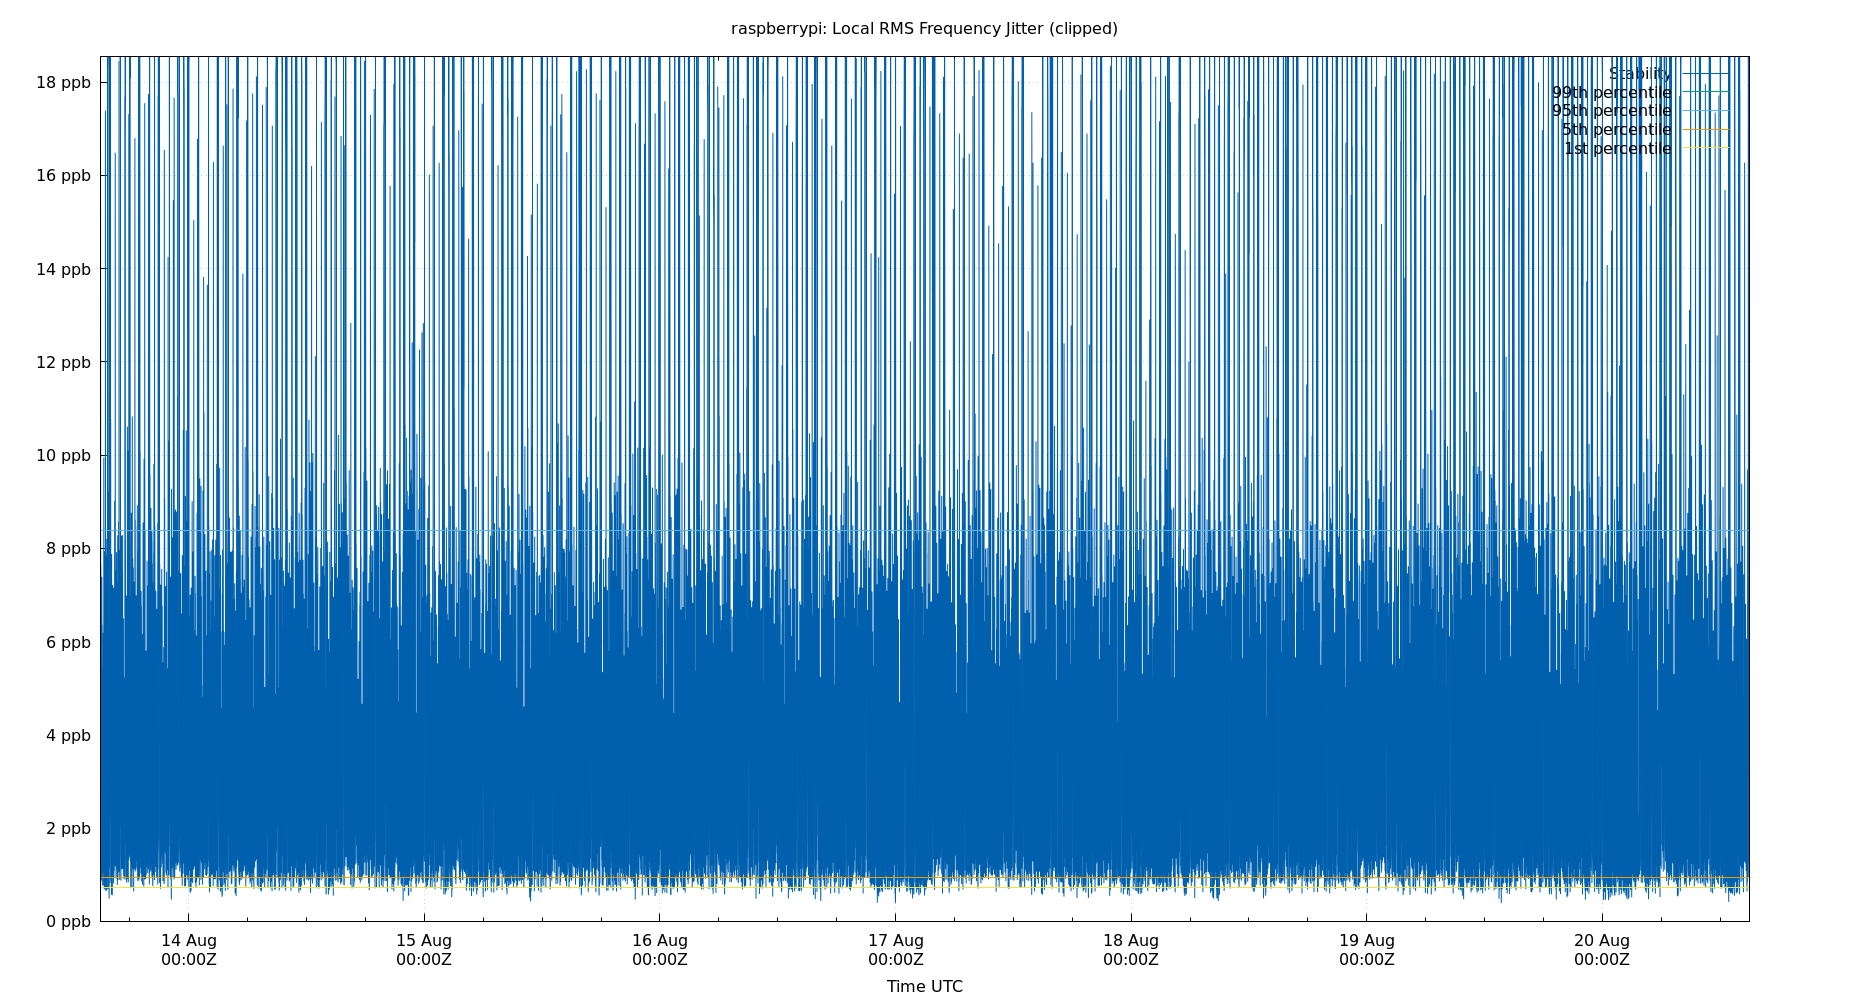 raspberrypi: Local RMS Frequency Jitter (clipped)
18 ppb
16 ppb
14 ppb
12 ppb
10 ppb
8 ppb
6 ppb
4 ppb
2 ppb
0 ppb
Stability
99th percentile
95th percentile
5th percentile
1st percentile
14 Aug
00:00Z
15 Aug
00:00Z
16 Aug
00:00Z
17 Aug
00:00Z
18 Aug
00:00Z
19 Aug
00:00Z
20 Aug
00:00Z
Time UTC